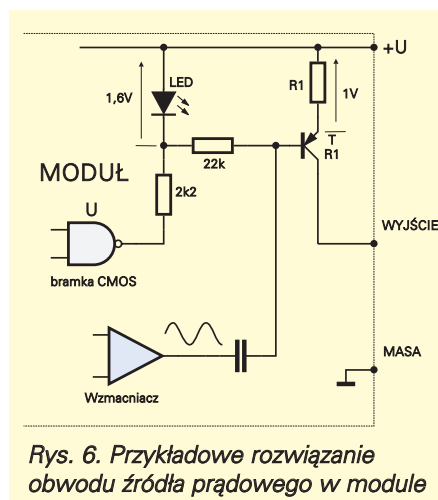 +U
LED
R1
1V
1,6V
T
R1
22k
MODUŁ
2k2
U
WYJŚCIE
bramka CMOS
MASA
Wzmacniacz
Rys. 6. Przykładowe rozwiązanie
obwodu źródła prądowego w module